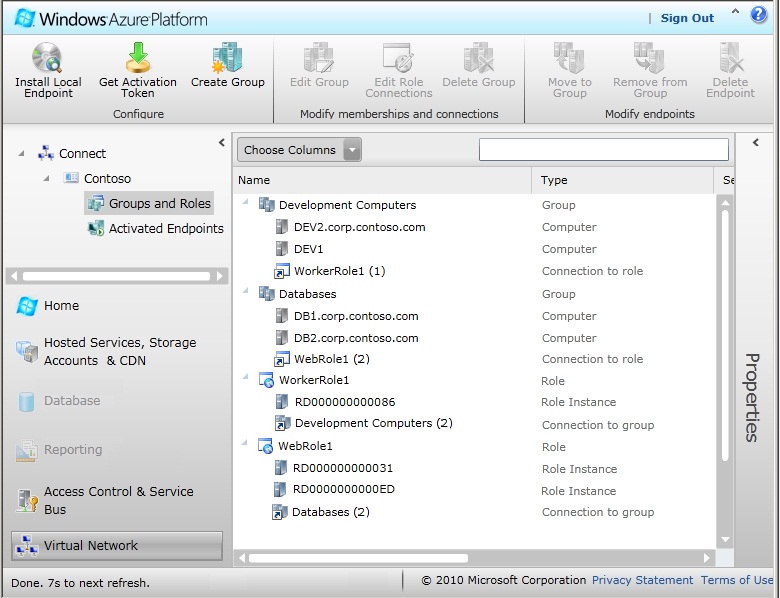 Windows Azure Platform
| Sign Out
Install Local Endpoint
Get Activation Token
Create Group
Configure
Edit Group
Edit Role Connections
Delete Group
Modify memberships and connections
Move to Group
Remove from Group
Delete Endpoint
Modify endpoints
Connect
Contoso
Groups and Roles
Activated Endpoints
Home
Hosted Services, Storage
Accounts & CDN
Database
Reporting
Access Control & Service
Bus
Virtual Network
Choose Columns
Name Type Se
Development Computers Group
DEV2.corp.contoso.com Computer
DEV1 Computer
WorkerRole1 (1) Connection to role
Databases Group
DB1.corp.contoso.com Computer
DB2.corp.contoso.com Computer
WebRole1 (2) Connection to role
WorkerRole1 Role
RD000000000086 Role Instance
Development Computers (2) Connection to group
WebRole1 Role
RD000000000031 Role Instance
RD0000000000ED Role Instance
Databases (2) Connection to group
Properties
Done. 7s to next refresh.
© 2010 Microsoft Corporation Privacy Statement Terms of Use